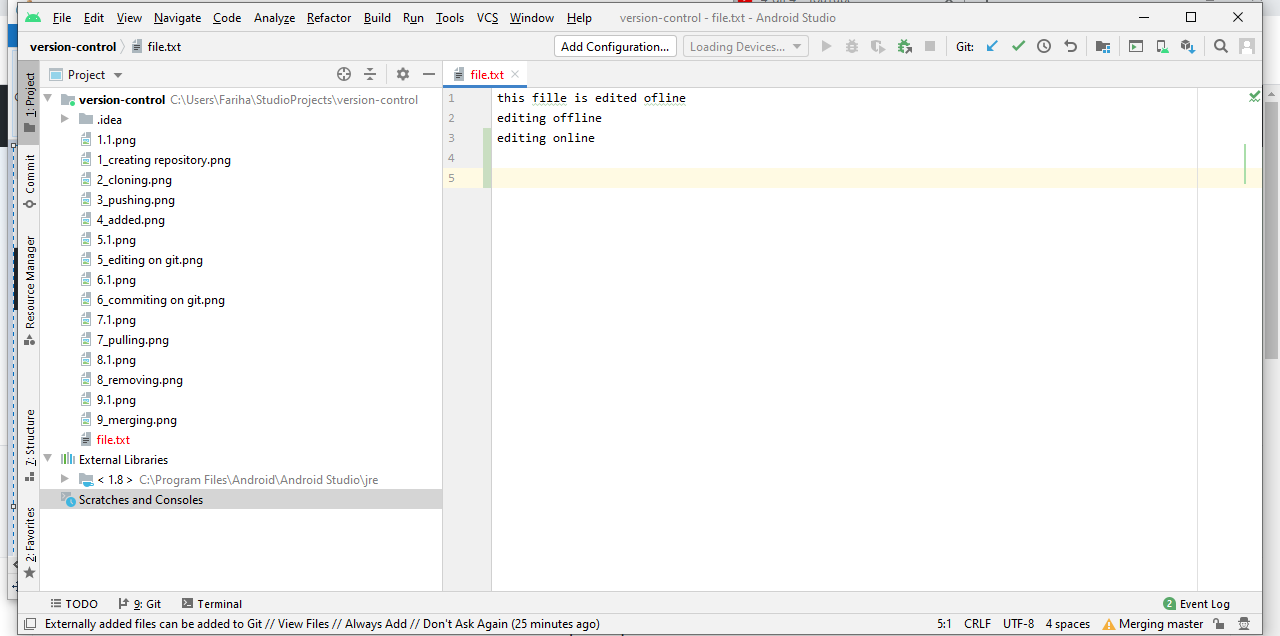 File Edit View Navigate Code Analyze Refactor Build Run Tools VCS Window Help version-control - file.txt - Android Studio
version-control file.txt Add Configuration... Loading Devices... Git:
1: Project
Project
file.txt
version-control C:\Users\Fariha\StudioProjects\version-control
.idea
1.1.png
1_creating repository.png
2_cloning.png
3_pushing.png
4_added.png
5.1.png
5_editing on git.png
6.1.png
6_commiting on git.png
7.1.png
7_pulling.png
8.1.png
8_removing.png
9.1.png
9_merging.png
file.txt
External Libraries
< 1.8 > C:\Program Files\Android\Android Studio\jre
Scratches and Consoles
Commit
Resource Manager
7: Structure
2: Favorites
1 this fille is edited ofline
2 editing offline
3 editing online
4
5
TODO 9: Git Terminal 2 Event Log
Externally added files can be added to Git // View Files // Always Add // Don't Ask Again (25 minutes ago) 5:1 CRLF UTF-8 4 spaces Merging master